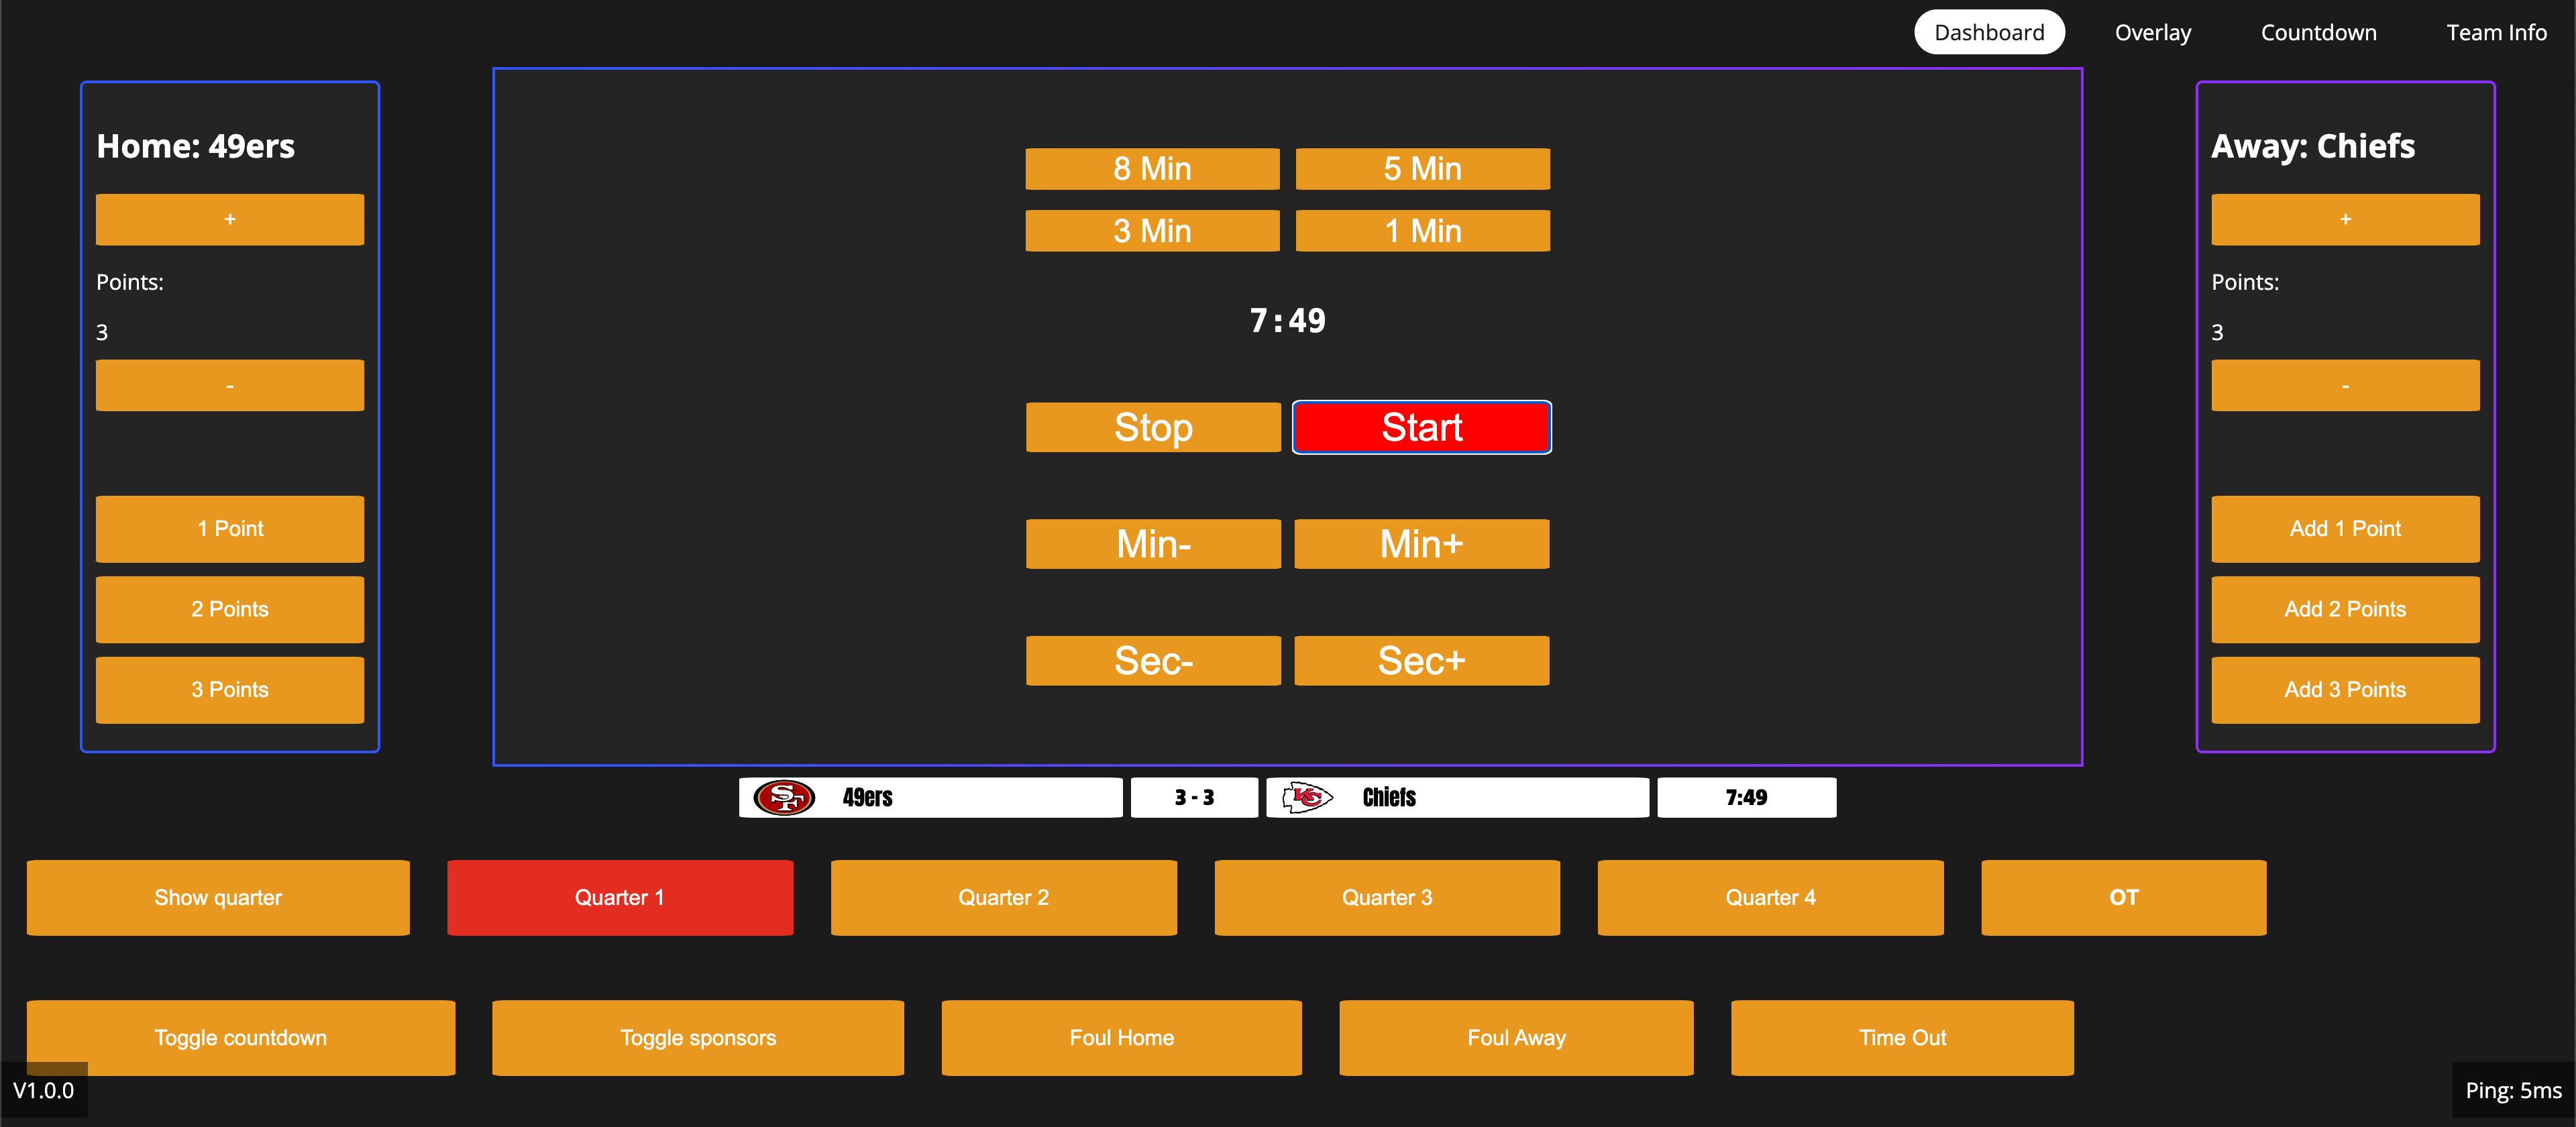 Dashboard Overlay Countdown Team Info
Home: 49ers
+
Points:
3
-
1 Point
2 Points
3 Points
8 Min 5 Min
3 Min 1 Min
7:49
Stop Start
Min- Min+
Sec- Sec+
Away: Chiefs
+
Points:
3
-
Add 1 Point
Add 2 Points
Add 3 Points
SF 49ers 3 - 3 KC Chiefs 7:49
Show quarter Quarter 1 Quarter 2 Quarter 3 Quarter 4 OT
Toggle countdown Toggle sponsors Foul Home Foul Away Time Out
V1.0.0 Ping: 5ms